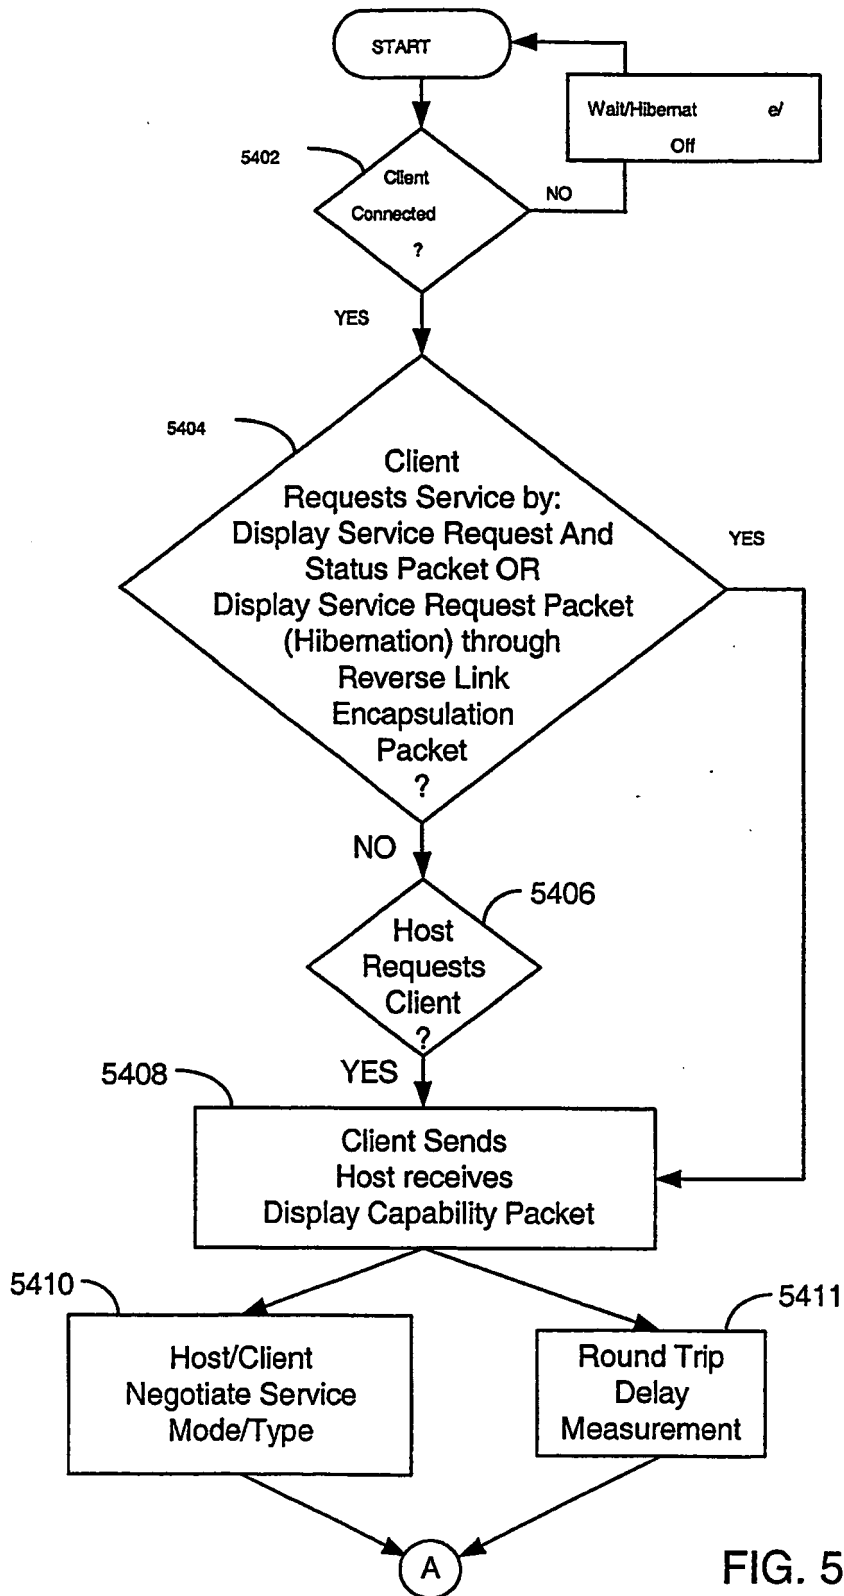 START
Wait/Hibernat e/
Off
5402
Client
Connected
?
NO
YES
5404
Client
Requests Service by:
Display Service Request And
Status Packet OR
Display Service Request Packet
(Hibernation) through
Reverse Link
Encapsulation
Packet
?
YES
NO
5406
Host
Requests
Client
?
YES
5408
Client Sends
Host receives
Display Capability Packet
5410
Host/Client
Negotiate Service
Mode/Type
5411
Round Trip
Delay
Measurement
A
FIG. 5